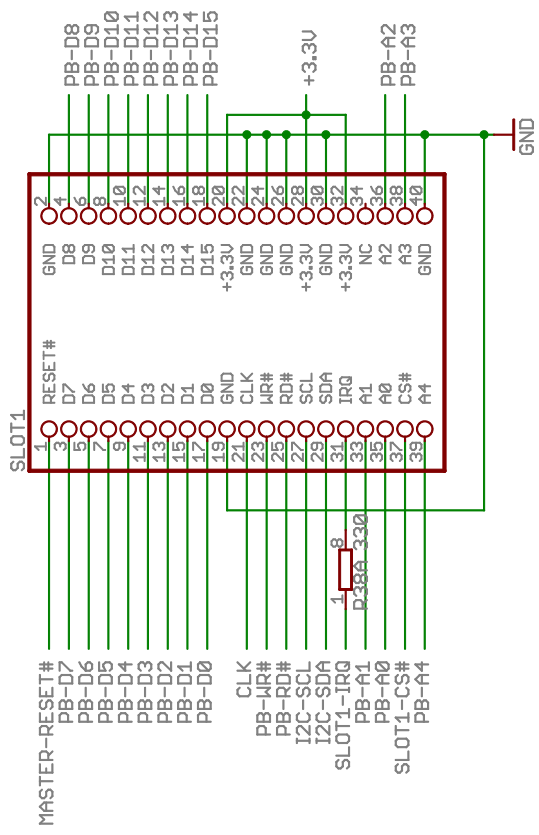 PB-D8
PB-D9
PB-D10
PB-D11
PB-D12
PB-D13
PB-D14
PB-D15
+3.3V
PB-A2
PB-A3
GND
2
4
6
8
10
12
14
16
18
20
22
24
26
28
30
32
34
36
38
40
GND
D8
D9
D10
D11
D12
D13
D14
D15
+3.3V
GND
GND
GND
+3.3V
GND
+3.3V
NC
A2
A3
GND
RESET#
D7
D6
D5
D4
D3
D2
D1
D0
GND
CLK
WR#
RD#
SCL
SDA
IRQ
A1
A0
CS#
A4
SLOT1
1
3
5
7
9
11
13
15
17
19
21
23
25
27
29
31
33
35
37
39
8
1
R38A 330
MASTER-RESET#
PB-D7
PB-D6
PB-D5
PB-D4
PB-D3
PB-D2
PB-D1
PB-D0
CLK
PB-WR#
PB-RD#
I2C-SCL
I2C-SDA
SLOT1-IRQ
PB-A1
PB-A0
SLOT1-CS#
PB-A4